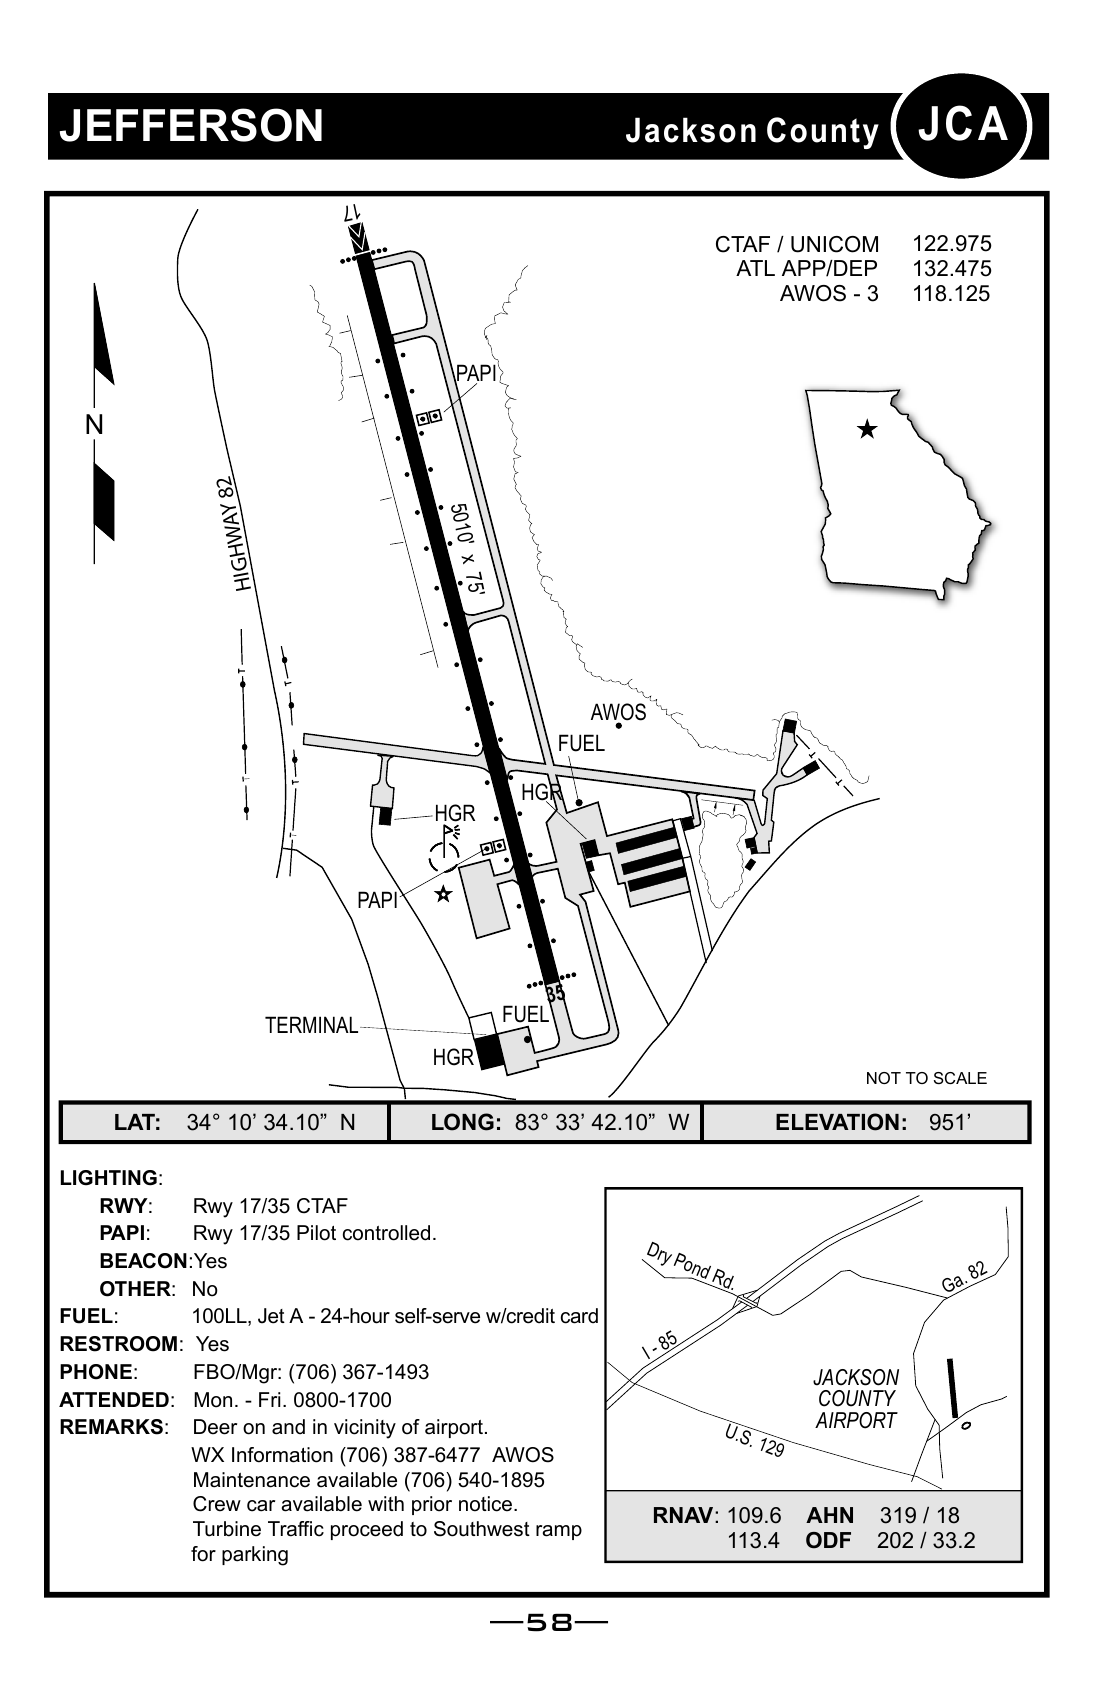 JEFFERSON
Jackson County
JCA
17
CTAF / UNICOM 122.975
ATL APP/DEP 132.475
AWOS - 3 118.125
PAPI
N
HIGHWAY 82
5010' x 75'
T
T
T
T
T
AWOS
FUEL
T
HGR
HGR
PAPI
35
FUEL
TERMINAL
HGR
NOT TO SCALE
LAT: 34° 10’ 34.10” N
LONG: 83° 33’ 42.10” W
ELEVATION: 951’
LIGHTING:
RWY: Rwy 17/35 CTAF
PAPI: Rwy 17/35 Pilot controlled.
BEACON:Yes
OTHER: No
FUEL: 100LL, Jet A - 24-hour self-serve w/credit card
RESTROOM: Yes
PHONE: FBO/Mgr: (706) 367-1493
ATTENDED: Mon. - Fri. 0800-1700
REMARKS: Deer on and in vicinity of airport.
WX Information (706) 387-6477 AWOS
Maintenance available (706) 540-1895
Crew car available with prior notice.
Turbine Traffic proceed to Southwest ramp
for parking
Dry Pond Rd.
Ga. 82
I - 85
JACKSON
COUNTY
AIRPORT
U.S. 129
RNAV: 109.6 AHN 319 / 18
113.4 ODF 202 / 33.2
58